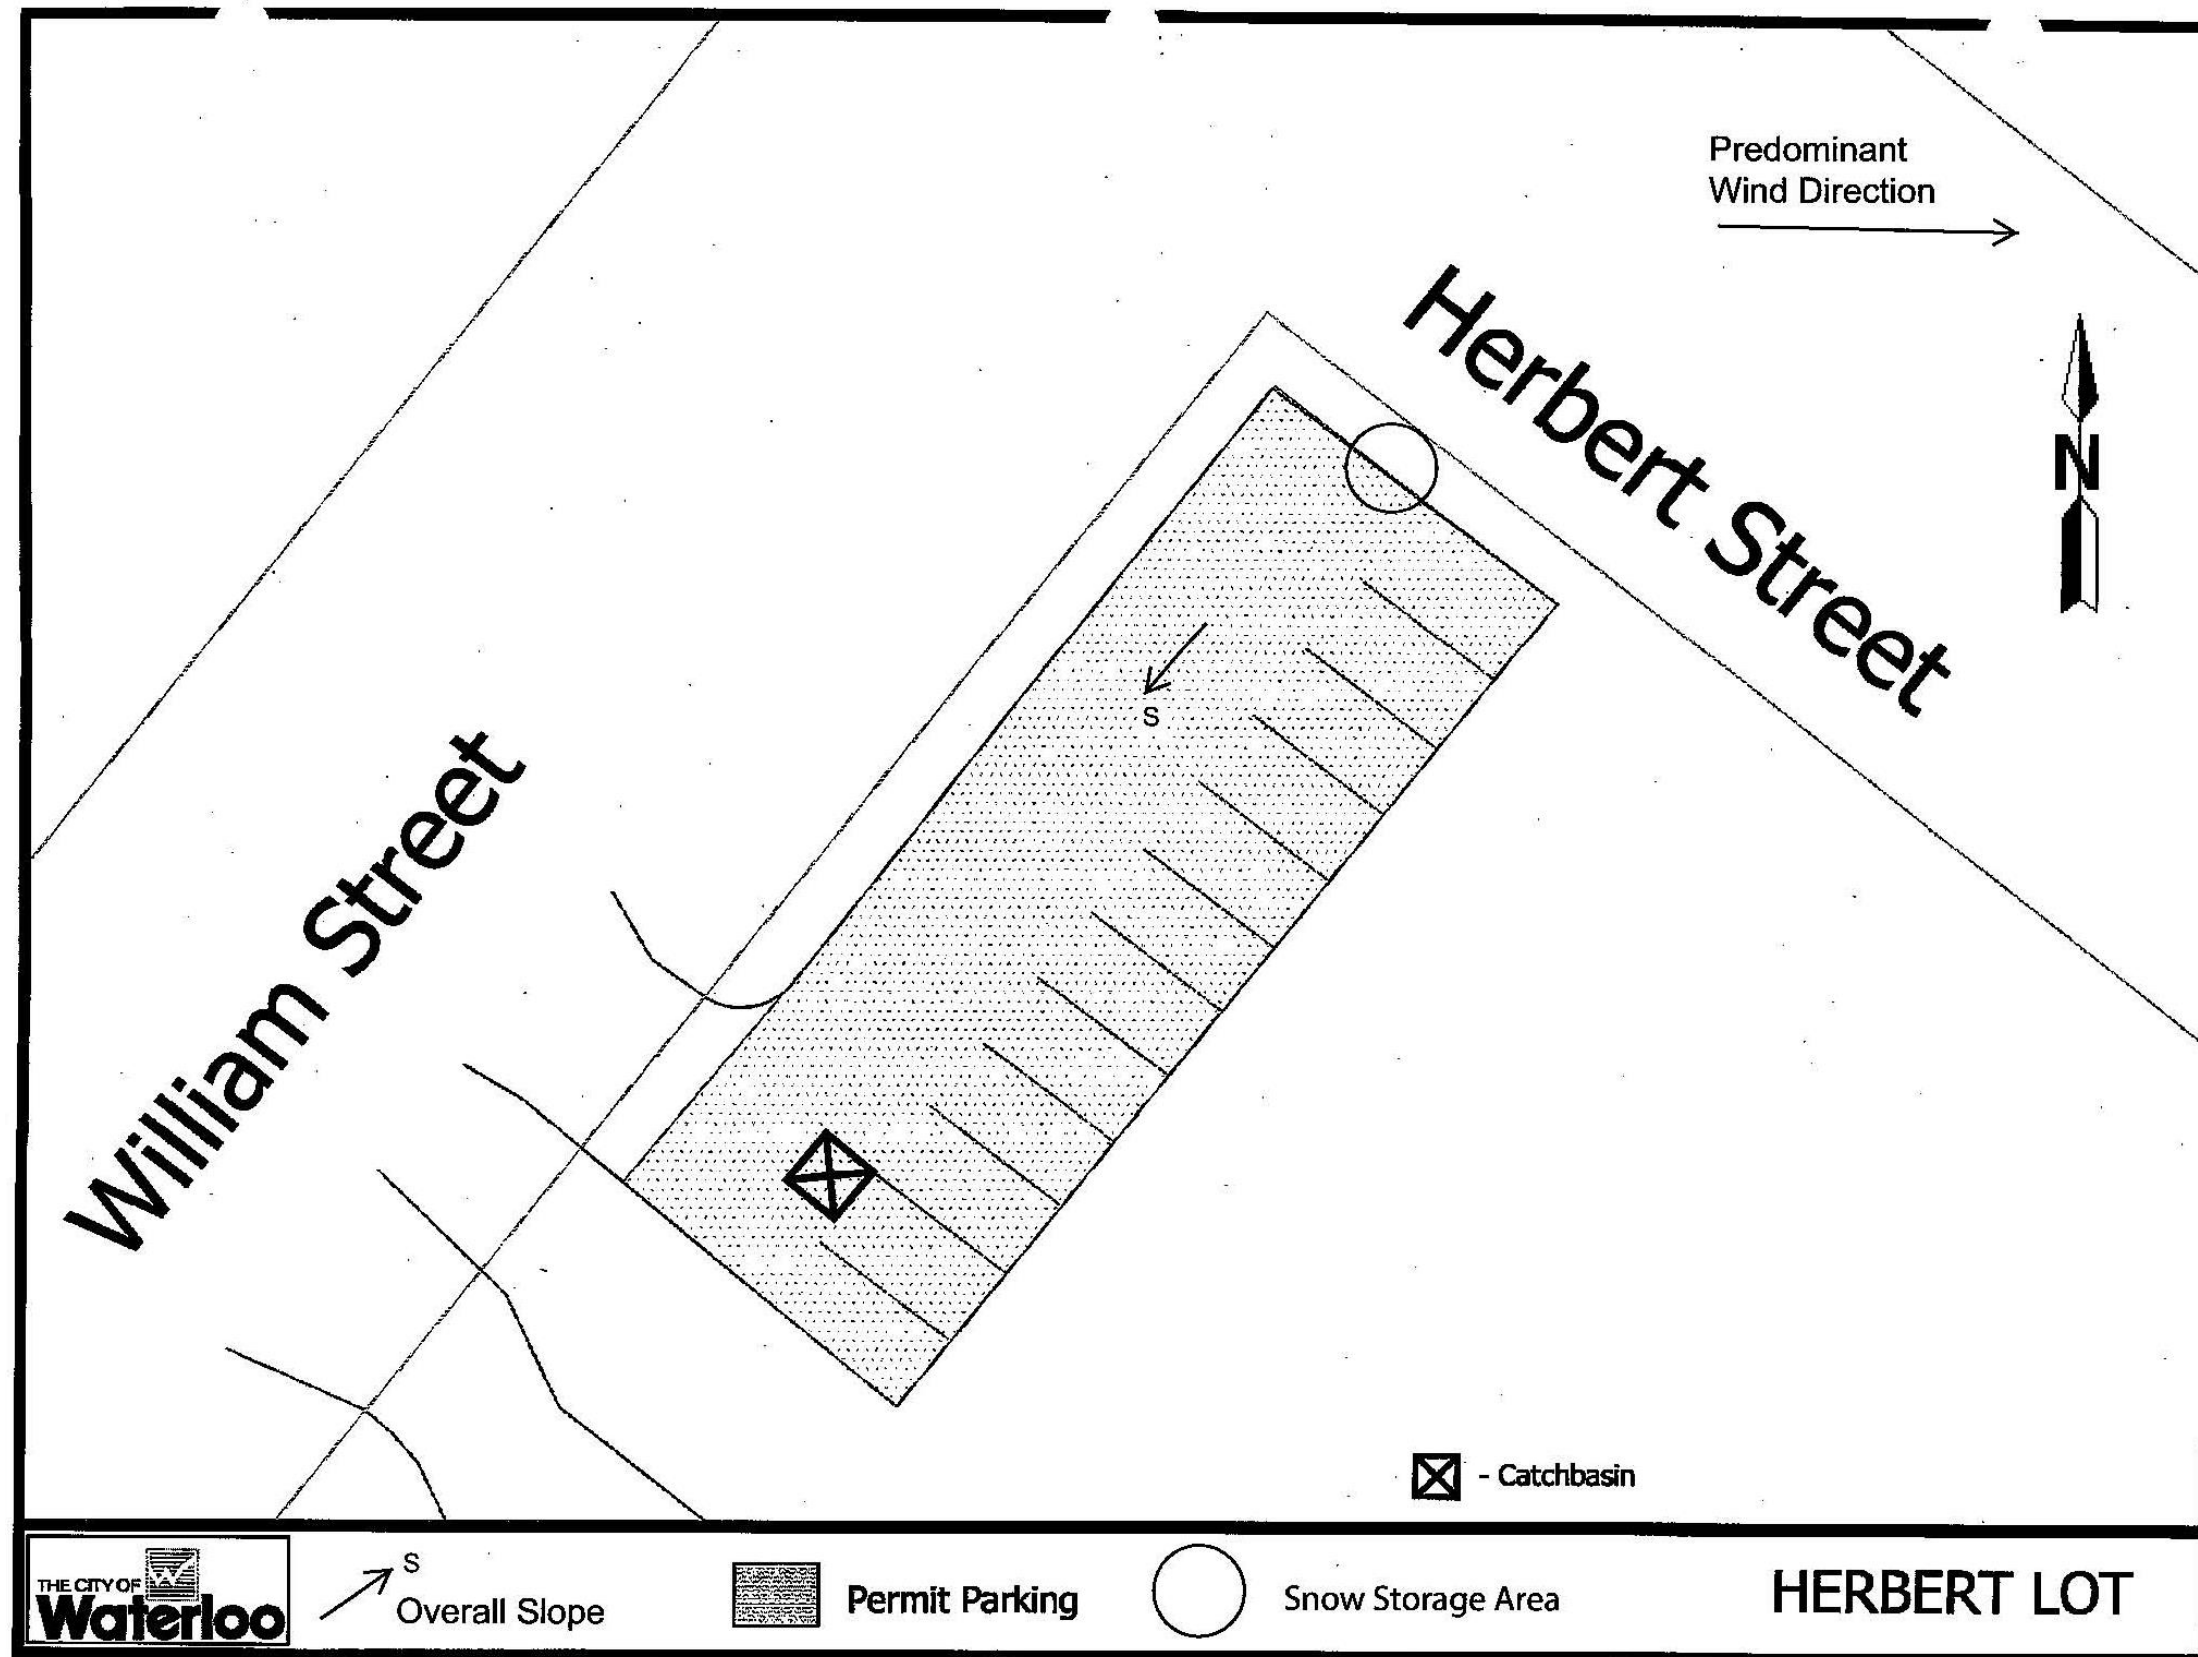 Predominant
Wind Direction
Herbert Street
N
S
William Street
- Catchbasin
THE CITY OF
Waterloo
S
Overall Slope
Permit Parking
Snow Storage Area
HERBERT LOT